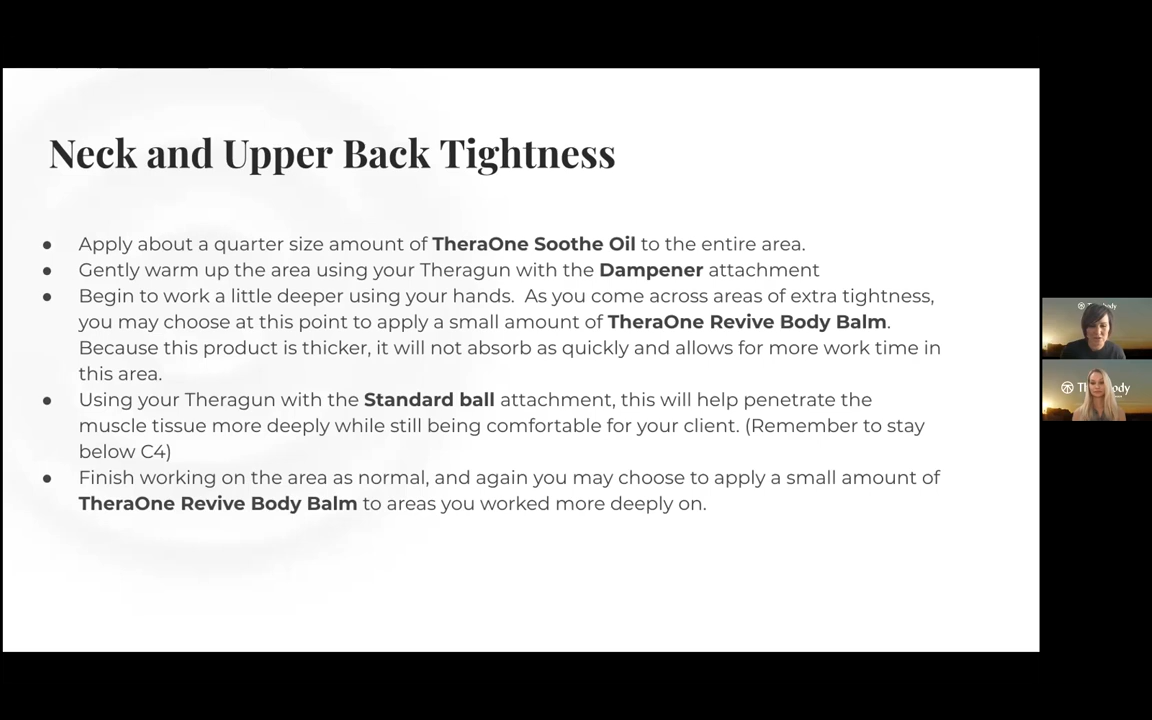 Neck and Upper Back Tightness
● Apply about a quarter size amount of TheraOne Soothe Oil to the entire area.
● Gently warm up the area using your Theragun with the Dampener attachment
● Begin to work a little deeper using your hands.  As you come across areas of extra tightness,
you may choose at this point to apply a small amount of TheraOne Revive Body Balm.
Because this product is thicker, it will not absorb as quickly and allows for more work time in
this area.
● Using your Theragun with the Standard ball attachment, this will help penetrate the
muscle tissue more deeply while still being comfortable for your client. (Remember to stay
below C4)
● Finish working on the area as normal, and again you may choose to apply a small amount of
TheraOne Revive Body Balm to areas you worked more deeply on.